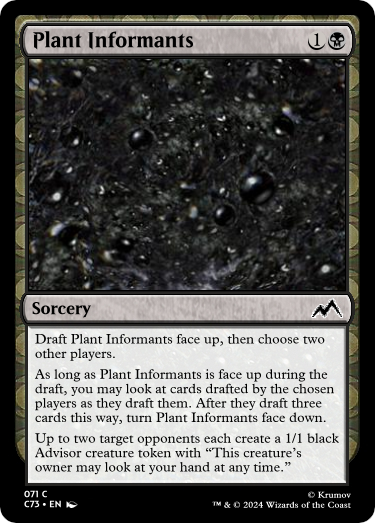 Plant Informants 1
Sorcery
Draft Plant Informants face up, then choose two
other players.
As long as Plant Informants is face up during the
draft, you may look at cards drafted by the chosen
players as they draft them. After they draft three
cards this way, turn Plant Informants face down.
Up to two target opponents each create a 1/1 black
Advisor creature token with “This creature’s
owner may look at your hand at any time.”
071 C © Krumov
C73 • EN ™ & © 2024 Wizards of the Coast